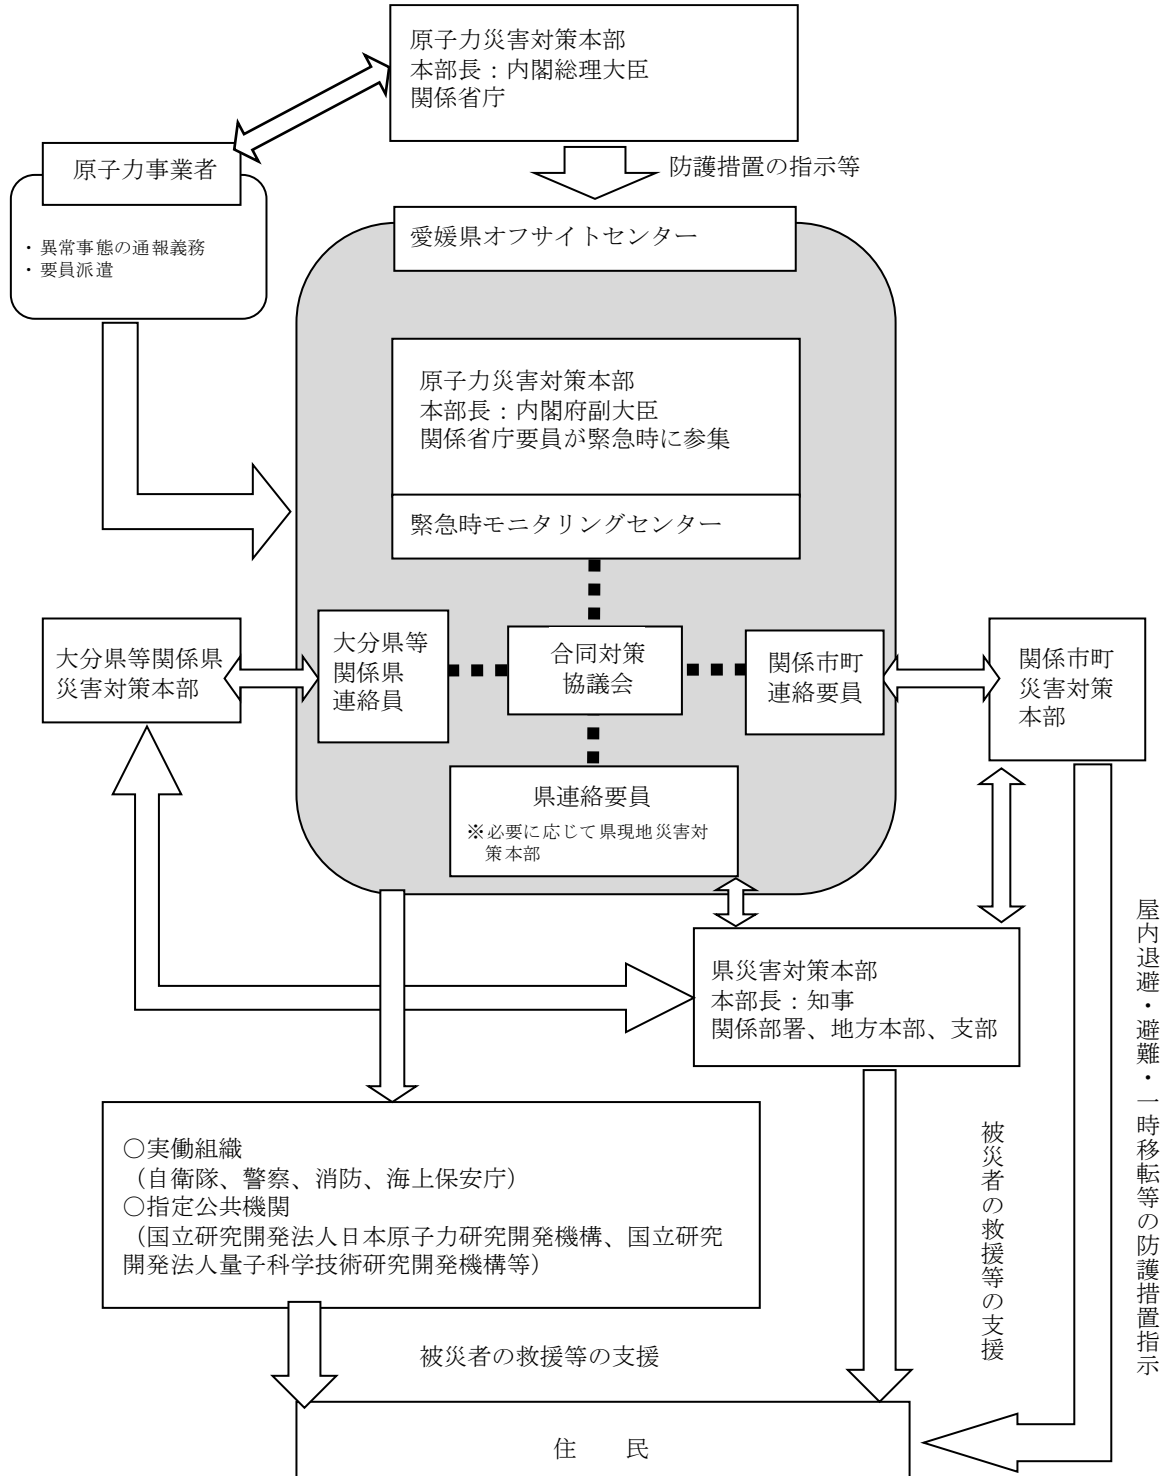 原子力災害対策本部
本部長：内閣総理大臣
関係省庁
原子力事業者
・異常事態の通報義務
・要員派遣
防護措置の指示等
愛媛県オフサイトセンター
原子力災害対策本部
本部長：内閣府副大臣
関係省庁要員が緊急時に参集
緊急時モニタリングセンター
大分県等関係県
災害対策本部
大分県等
関係県
連絡員
合同対策
協議会
関係市町
連絡要員
関係市町
災害対策
本部
県連絡要員
※必要に応じて県現地災害対
策本部
県災害対策本部
本部長：知事
関係部署、地方本部、支部
屋内退避・避難・一時移転等の防護措置指示
○実働組織
（自衛隊、警察、消防、海上保安庁）
○指定公共機関
（国立研究開発法人日本原子力研究開発機構、国立研究
開発法人量子科学技術研究開発機構等）
被災者の救援等の支援
被災者の救援等の支援
住　民